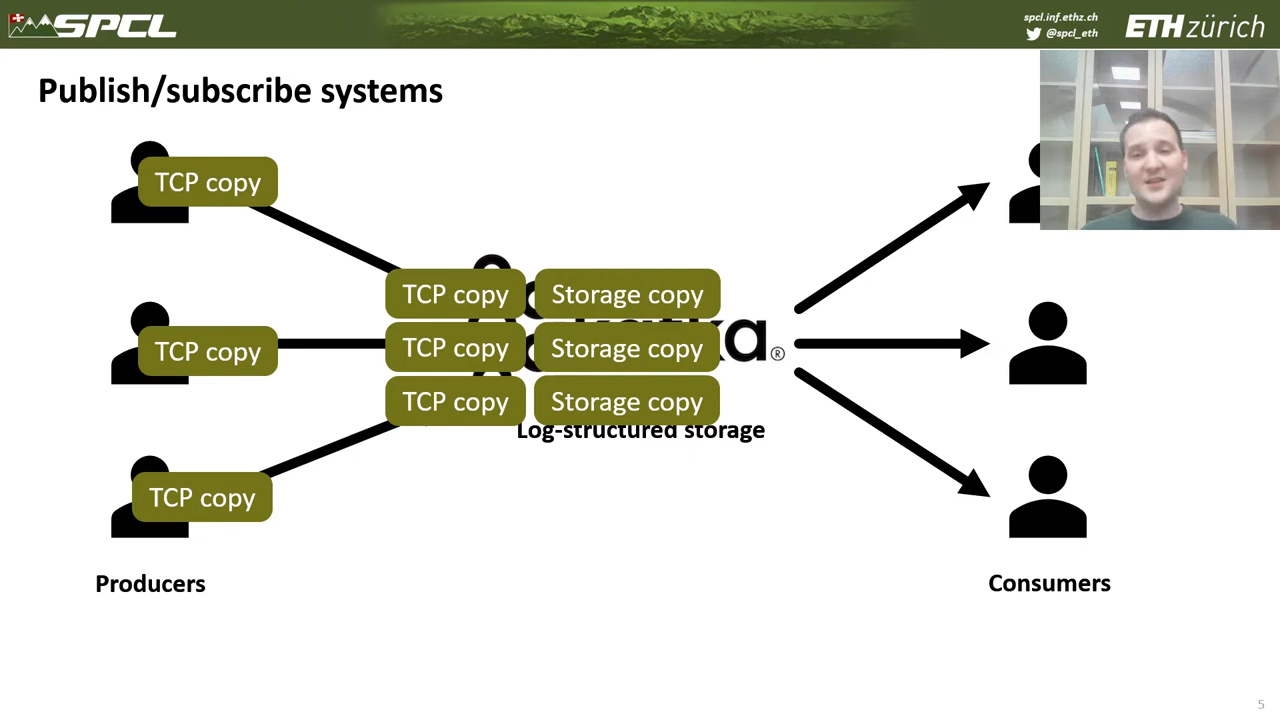 SPCL
spcl.inf.ethz.ch
@spcl_eth
ETH zürich
Publish/subscribe systems
TCP copy
TCP copy
Storage copy
TCP copy
TCP copy
Storage copy
TCP copy
Storage copy
Log-structured storage
TCP copy
Producers
Consumers
5